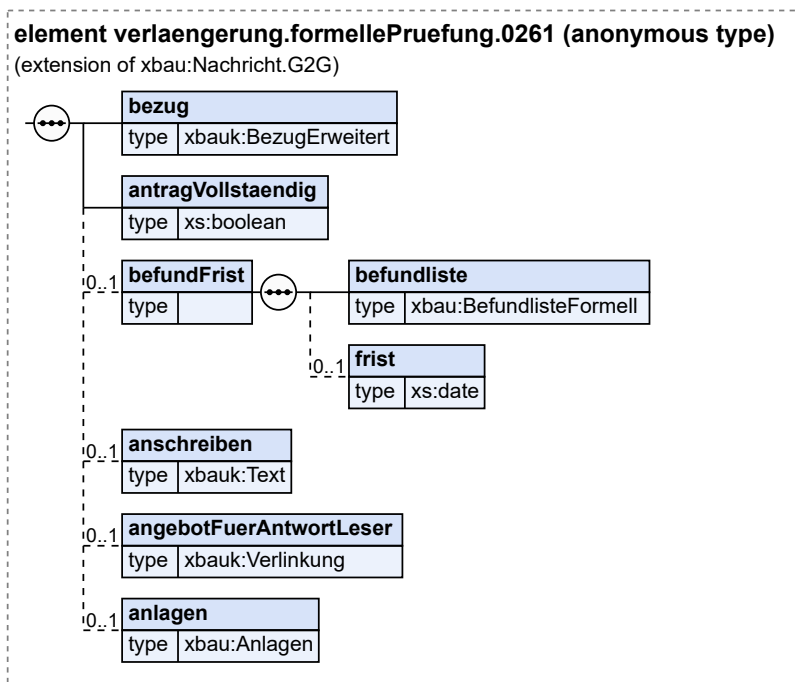 element verlaengerung.formellePruefung.0261 (anonymous type)
(extension of xbau:Nachricht.G2G)
bezug
type xbauk:BezugErweitert
antragVollstaendig
type xs:boolean
0..1 befundFrist
type
befundliste
type xbau:BefundlisteFormell
0..1 frist
type xs:date
0..1 anschreiben
type xbauk:Text
0..1 angebotFuerAntwortLeser
type xbauk:Verlinkung
0..1 anlagen
type xbau:Anlagen